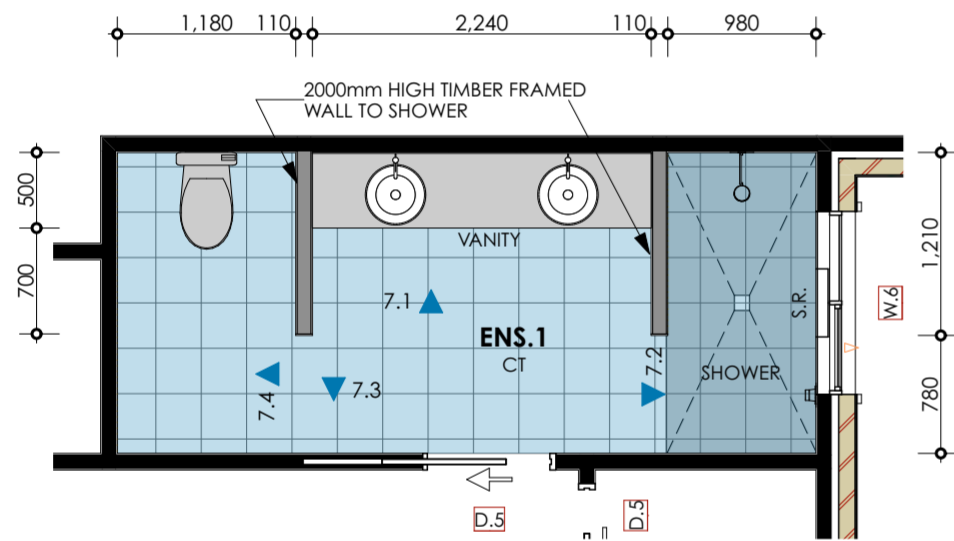 1,180 110 2,240 110 980
2000mm HIGH TIMBER FRAMED
WALL TO SHOWER
500
700
VANITY
7.1
ENS.1
CT
7.2
7.3
7.4
SHOWER
S.R.
1,210
780
W.6
D.5
D.5